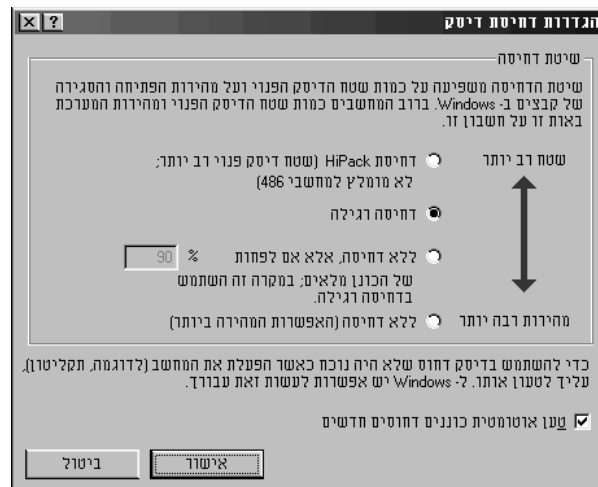 הגדרות דחיסת דיסק
שיטת דחיסה
שיטת הדחיסה משפיעה על כמות שטח הדיסק הפנוי ועל מהירות הפתיחה והסגירה
של קבצים ב- Windows. ברוב המחשבים כמות שטח הדיסק הפנוי ומהירות המערכת
באות זו על חשבון זו.
שטח רב יותר
דחיסת HiPack (שטח דיסק פנוי רב יותר;
לא מומלץ למחשבי 486)
דחיסה רגילה
ללא דחיסה, אלא אם לפחות % 90
של הכונן מלאים; במקרה זה השתמש
בדחיסה רגילה.
מהירות רבה יותר
ללא דחיסה (האפשרות המהירה ביותר)
כדי להשתמש בדיסק דחוס שלא היה נוכח כאשר הפעלת את המחשב (לדוגמה, תקליטון),
עליך לטעון אותו. ל- Windows יש אפשרות לעשות זאת עבורך.
טען אוטומטית כוננים דחוסים חדשים
אישור
ביטול